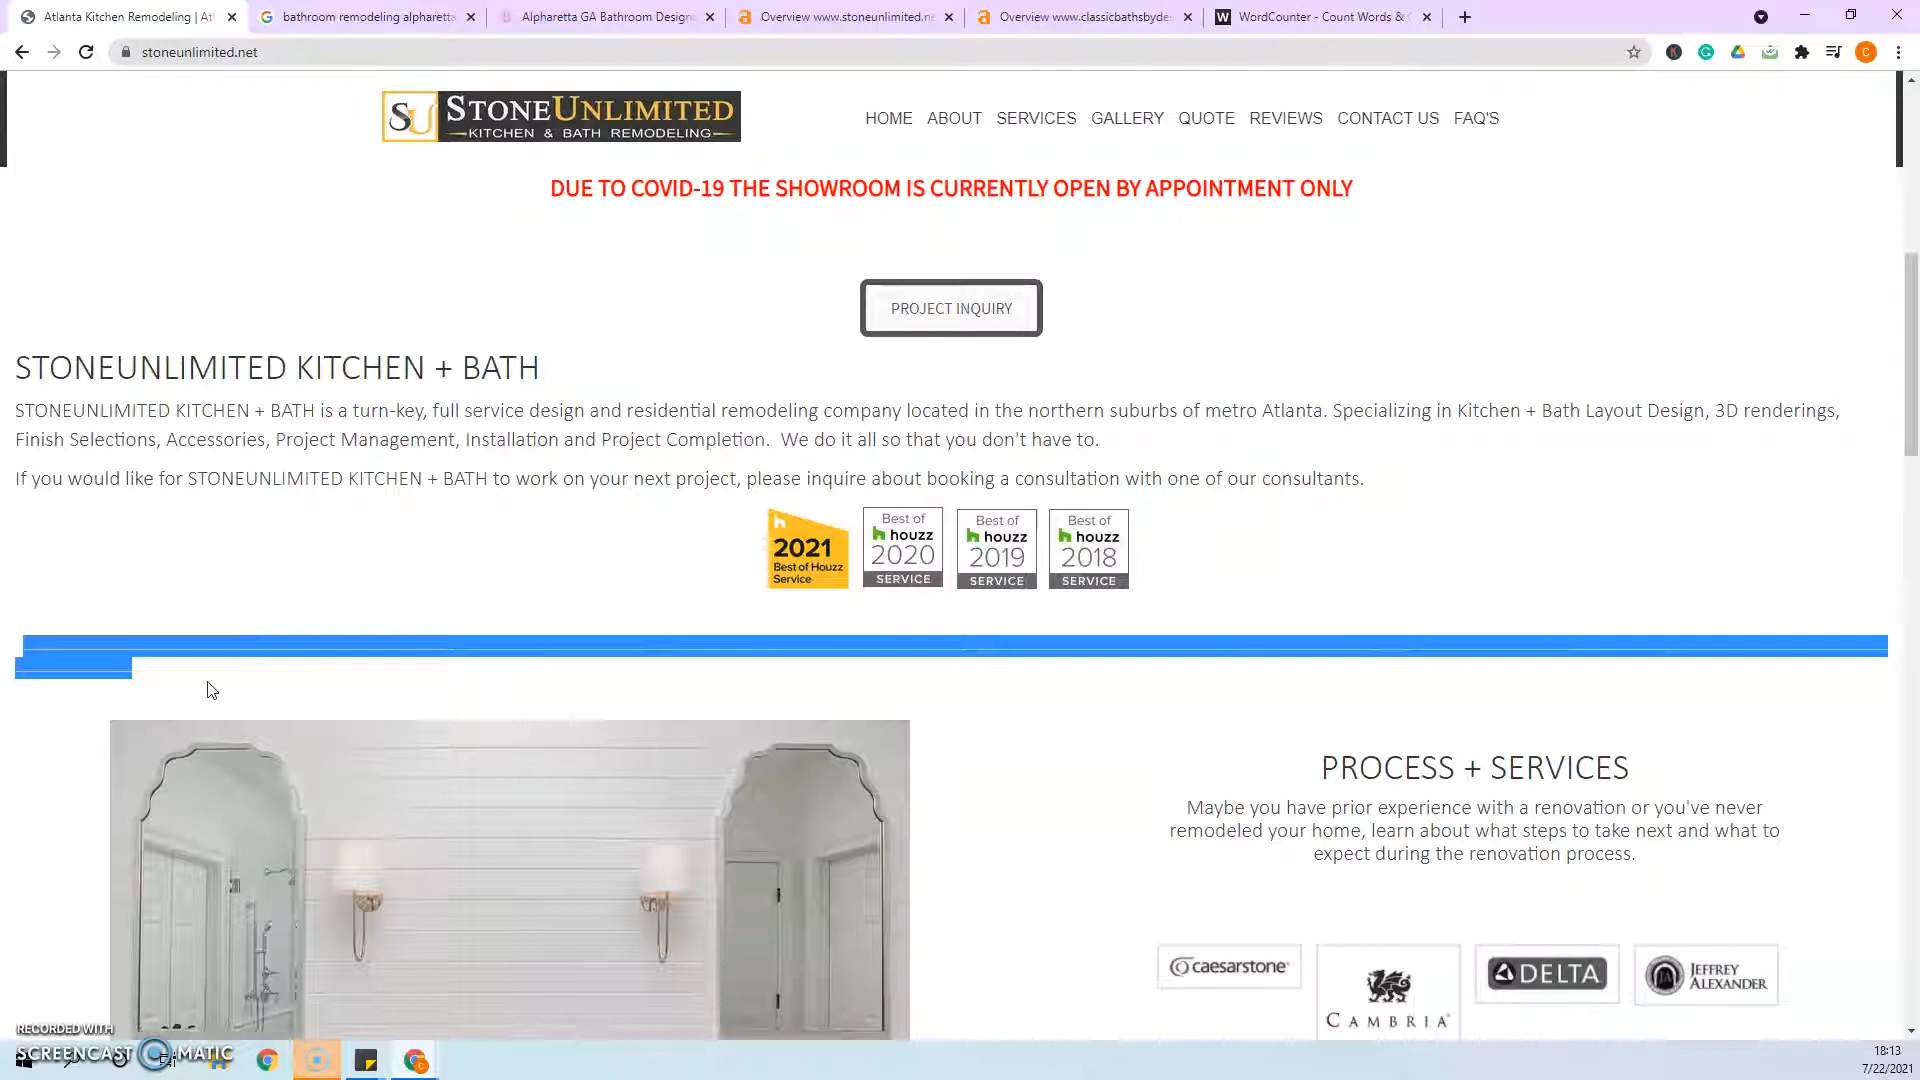 Atlanta Kitchen Remodeling | Atl
bathroom remodeling alpharetta
Alpharetta GA Bathroom Design
Overview www.stoneunlimited.ne
Overview www.classicbathsbydes
W WordCounter - Count Words & C
stoneunlimited.net
C
SU STONEUNLIMITED
KITCHEN & BATH REMODELING
HOME ABOUT SERVICES GALLERY QUOTE REVIEWS CONTACT US FAQ'S
DUE TO COVID-19 THE SHOWROOM IS CURRENTLY OPEN BY APPOINTMENT ONLY
PROJECT INQUIRY
STONEUNLIMITED KITCHEN + BATH
STONEUNLIMITED KITCHEN + BATH is a turn-key, full service design and residential remodeling company located in the northern suburbs of metro Atlanta. Specializing in Kitchen + Bath Layout Design, 3D renderings,
Finish Selections, Accessories, Project Management, Installation and Project Completion. We do it all so that you don't have to.
If you would like for STONEUNLIMITED KITCHEN + BATH to work on your next project, please inquire about booking a consultation with one of our consultants.
2021
Best of Houzz
Service
Best of
houzz
2020
SERVICE
Best of
houzz
2019
SERVICE
Best of
houzz
2018
SERVICE
PROCESS + SERVICES
Maybe you have prior experience with a renovation or you've never
remodeled your home, learn about what steps to take next and what to
expect during the renovation process.
caesarstone
CAMBRIA
DELTA
JA JEFFREY
ALEXANDER
RECORDED WITH
SCREENCAST MATIC
18:13
7/22/2021